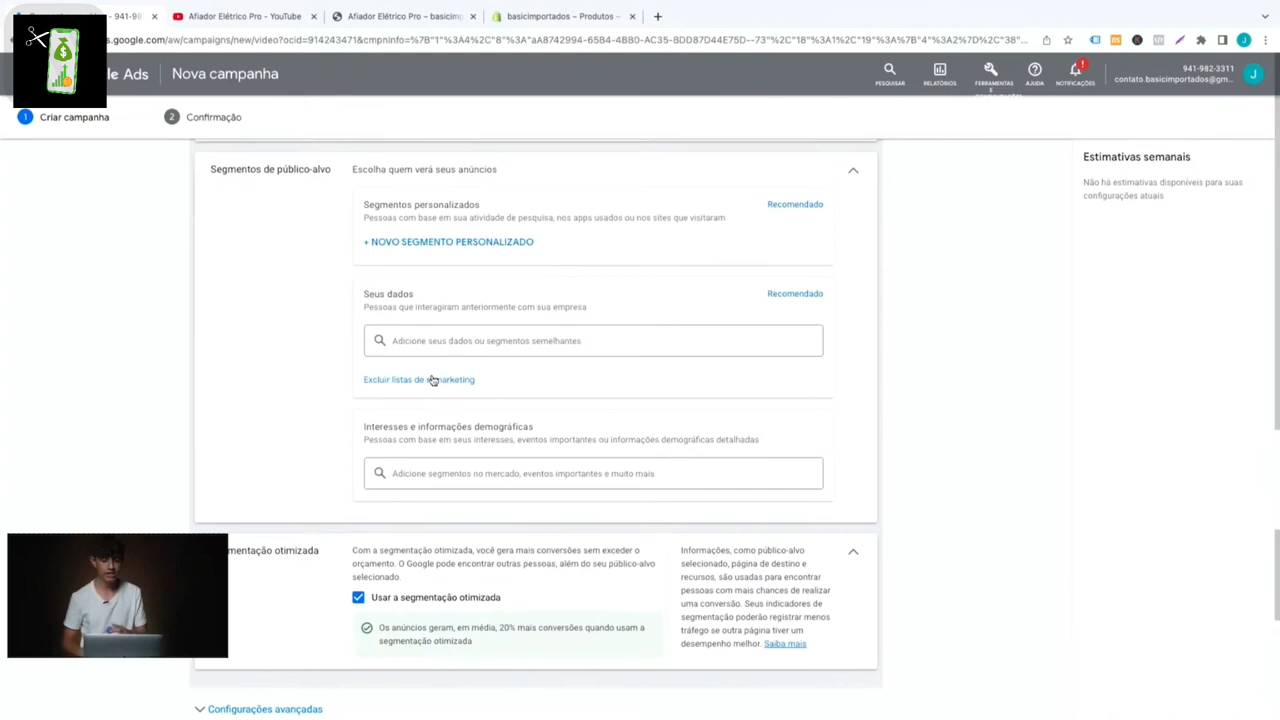 941-98
Afiador Elétrico Pro - YouTube
Afiador Elétrico Pro – basicimp
basicimportados – Produtos –
s.google.com/aw/campaigns/new/video?ocid=914243471&cmpnInfo=%7B"1"%3A4%2C"8"%3A"aA8742994-65B4-4BB0-AC35-BDD87D44E75D--73"%2C"18"%3A1%2C"19"%3A%7B"4"%3A2%7D%2C"38"...
le Ads
Nova campanha
PESQUISAR
RELATÓRIOS
FERRAMENTAS E
AJUDA
NOTIFICAÇÕES
941-982-3311
contato.basicimportados@gm...
J
1 Criar campanha
2 Confirmação
Segmentos de público-alvo
Escolha quem verá seus anúncios
Estimativas semanais
Não há estimativas disponíveis para suas
configurações atuais
Segmentos personalizados
Recomendado
Pessoas com base em sua atividade de pesquisa, nos apps usados ou nos sites que visitaram
+ NOVO SEGMENTO PERSONALIZADO
Seus dados
Recomendado
Pessoas que interagiram anteriormente com sua empresa
Adicione seus dados ou segmentos semelhantes
Excluir listas de remarketing
Interesses e informações demográficas
Pessoas com base em seus interesses, eventos importantes ou informações demográficas detalhadas
Adicione segmentos no mercado, eventos importantes e muito mais
mentação otimizada
Com a segmentação otimizada, você gera mais conversões sem exceder o
orçamento. O Google pode encontrar outras pessoas, além do seu público-alvo
selecionado.
Usar a segmentação otimizada
Os anúncios geram, em média, 20% mais conversões quando usam a
segmentação otimizada
Informações, como público-alvo
selecionado, página de destino e
recursos, são usadas para encontrar
pessoas com mais chances de realizar
uma conversão. Seus indicadores de
segmentação poderão registrar menos
tráfego se outra página tiver um
desempenho melhor. Saiba mais
Configurações avançadas